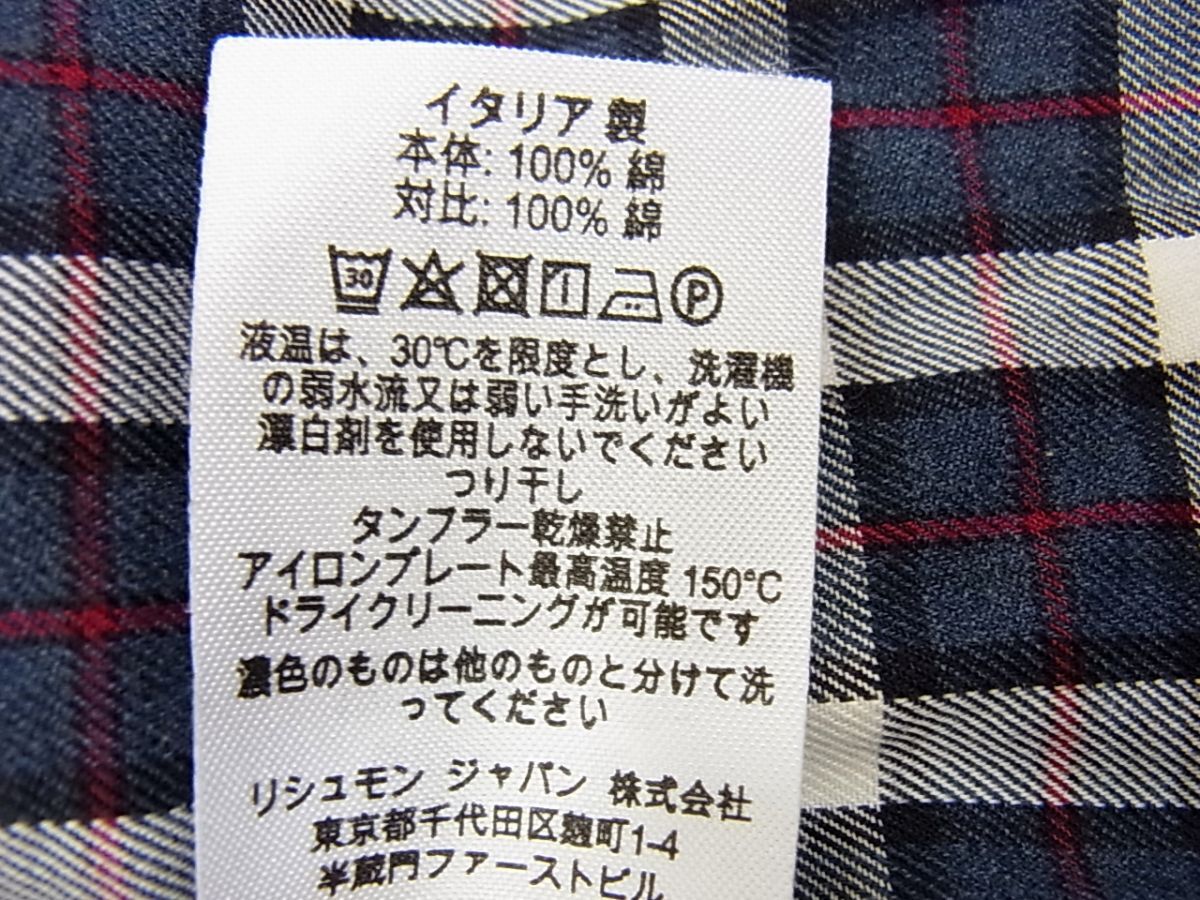 イタリア 製
本体: 100% 綿
対比: 100% 綿
30 P
液温は、30℃を限度とし、洗濯機
の弱水流又は弱い手洗いがよい
漂白剤を使用しないでください
つり干し
タンブラー乾燥禁止
アイロンプレート最高温度 150°C
ドライクリーニングが可能です
濃色のものは他のものと分けて洗
ってください
リシュモン ジャパン 株式会社
東京都千代田区麹町1-4
半蔵門ファーストビル